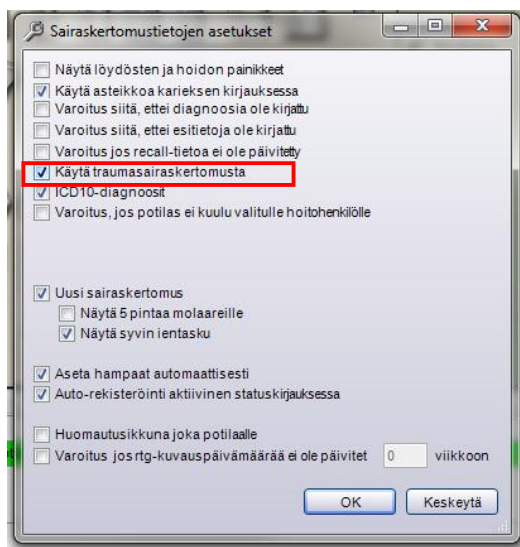 Sairaskertomustietojen asetukset
Näytä löydösten ja hoidon painikkeet
Käytä asteikkoa karieksen kirjauksessa
Varoitus siitä, ettei diagnoosia ole kirjattu
Varoitus siitä, ettei esitietoja ole kirjattu
Varoitus jos recall-tietoa ei ole päivitetty
Käytä traumasairaskertomusta
ICD10-diagnoosit
Varoitus, jos potilas ei kuulu valitulle hoitohenkilölle
Uusi sairaskertomus
Näytä 5 pintaa molaareille
Näytä syvin ientasku
Aseta hampaat automaattisesti
Auto-rekisteröinti aktiivinen statuskirjauksessa
Huomautusikkuna joka potilaalle
Varoitus jos rtg-kuvauspäivämäärää ei ole päivitet 0 viikkoon
OK Keskeytä